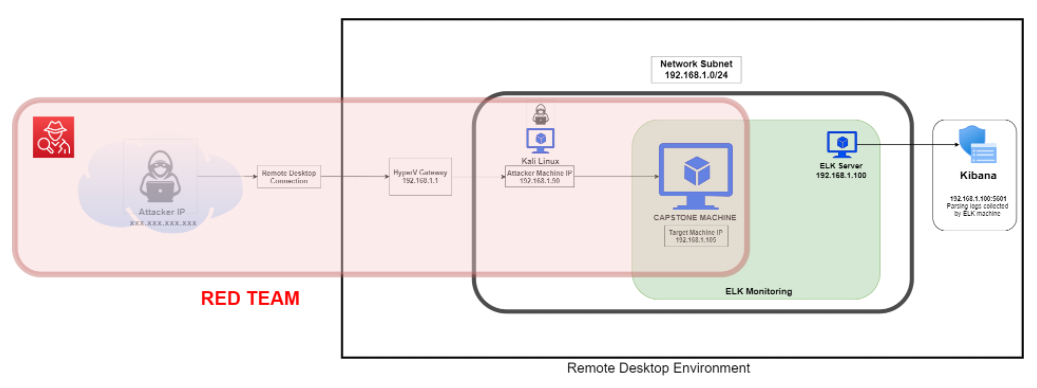 Network Subnet
192.168.1.0/24
Attacker IP
xxx.xxx.xxx.xxx
Remote Desktop
Connection
HyperV Gateway
192.168.1.1
Kali Linux
Attacker Machine IP
192.168.1.90
CAPSTONE MACHINE
Target Machine IP
192.168.1.105
ELK Server
192.168.1.100
Kibana
192.168.1.100:5601
Parsing logs collected
by ELK machine
ELK Monitoring
RED TEAM
Remote Desktop Environment